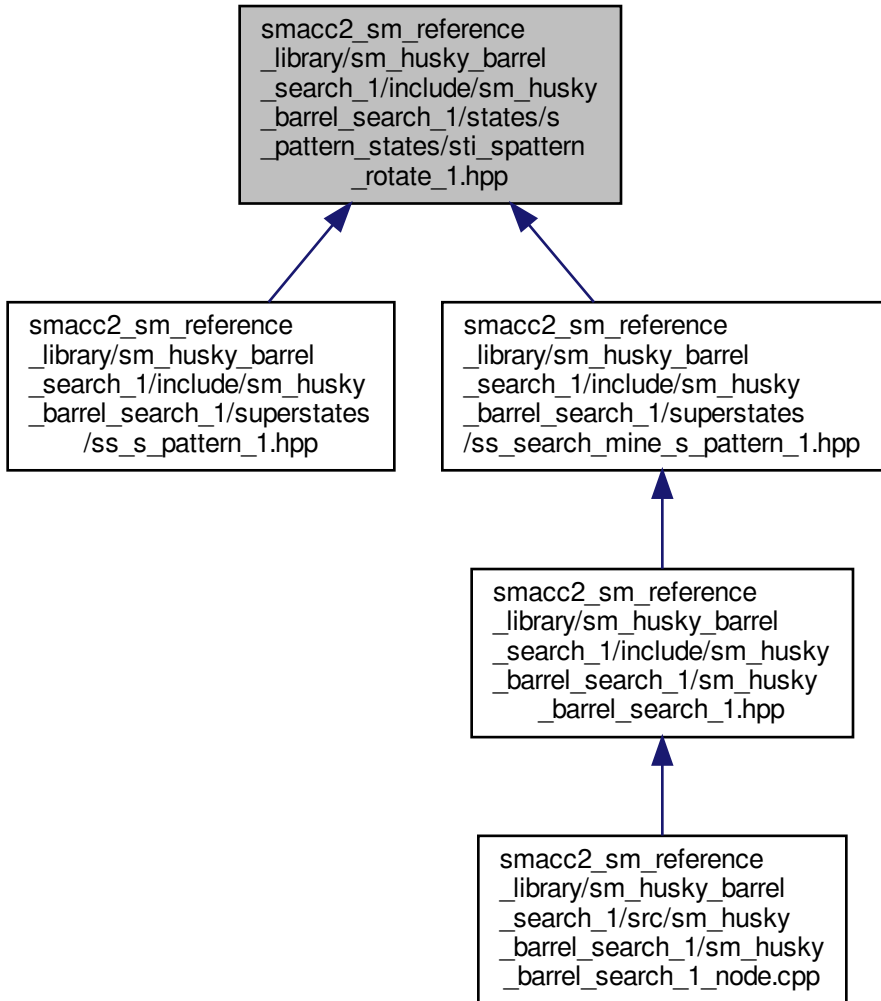 smacc2_sm_reference
_library/sm_husky_barrel
_search_1/include/sm_husky
_barrel_search_1/states/s
_pattern_states/sti_spattern
_rotate_1.hpp
smacc2_sm_reference
_library/sm_husky_barrel
_search_1/include/sm_husky
_barrel_search_1/superstates
/ss_s_pattern_1.hpp
smacc2_sm_reference
_library/sm_husky_barrel
_search_1/include/sm_husky
_barrel_search_1/superstates
/ss_search_mine_s_pattern_1.hpp
smacc2_sm_reference
_library/sm_husky_barrel
_search_1/include/sm_husky
_barrel_search_1/sm_husky
_barrel_search_1.hpp
smacc2_sm_reference
_library/sm_husky_barrel
_search_1/src/sm_husky
_barrel_search_1/sm_husky
_barrel_search_1_node.cpp